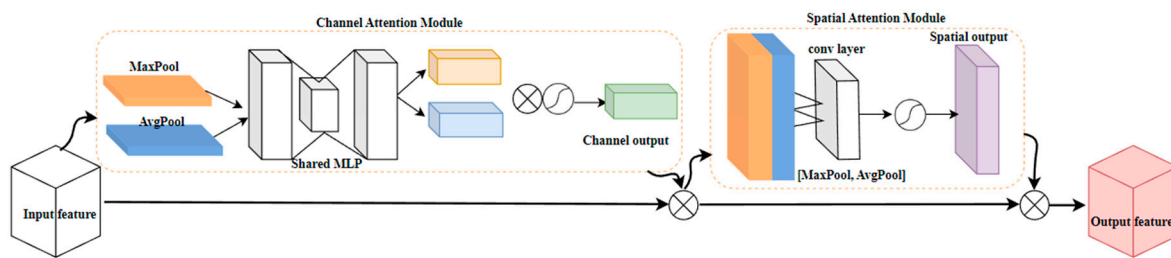 Channel Attention Module
Spatial Attention Module
MaxPool
AvgPool
Shared MLP
Channel output
conv layer
Spatial output
[MaxPool, AvgPool]
Input feature
Output feature